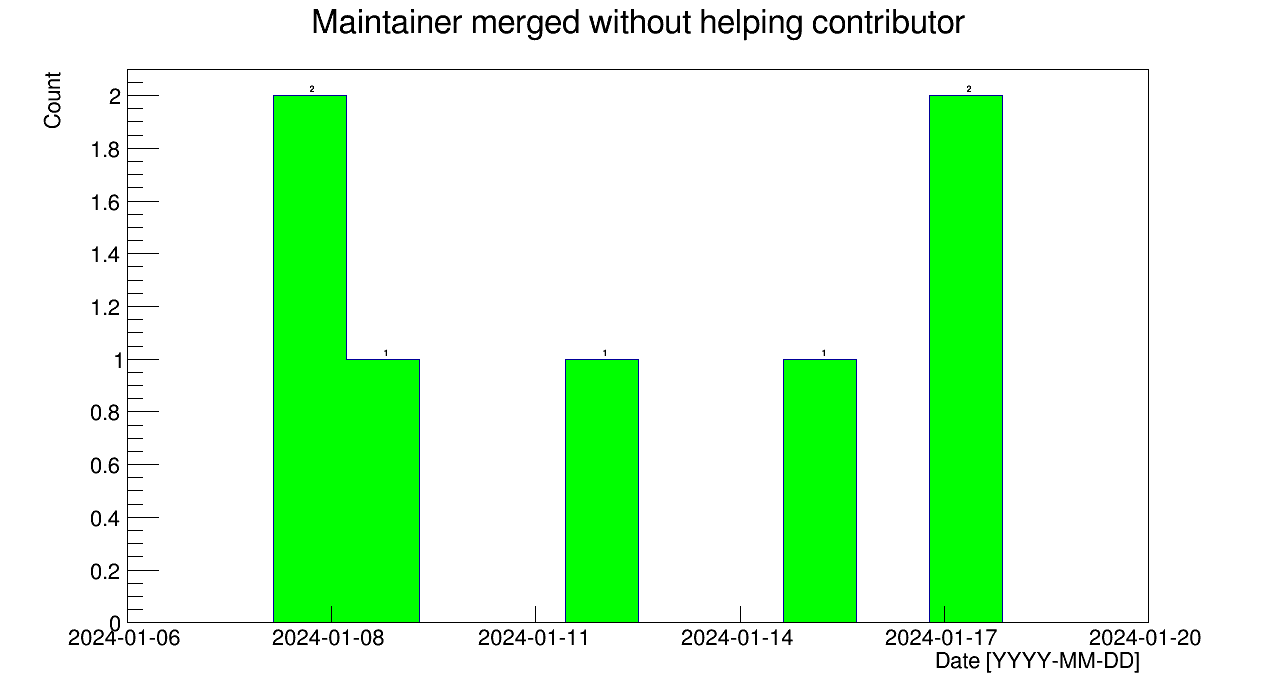 Maintainer merged without helping contributor
Count
2
1.8
1.6
1.4
1.2
1
0.8
0.6
0.4
0.2
0
2 1 1 1 2
2024-01-06 2024-01-08 2024-01-11 2024-01-14 2024-01-17 2024-01-20
Date [YYYY-MM-DD]